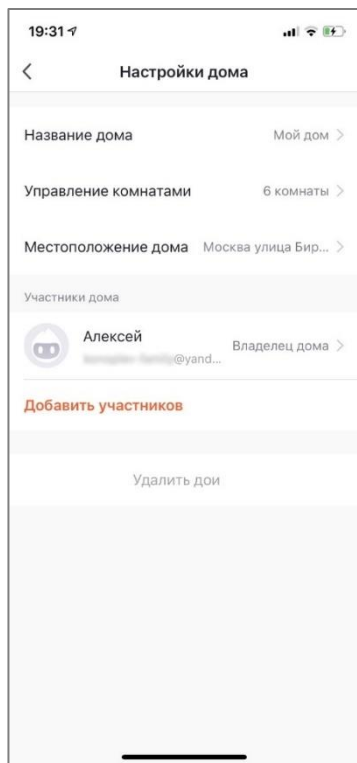 19:31
Настройки дома
Название дома Мой дом
Управление комнатами 6 комнаты
Местоположение дома Москва улица Бир...
Участники дома
Алексей
@yand...
Владелец дома
Добавить участников
Удалить дои